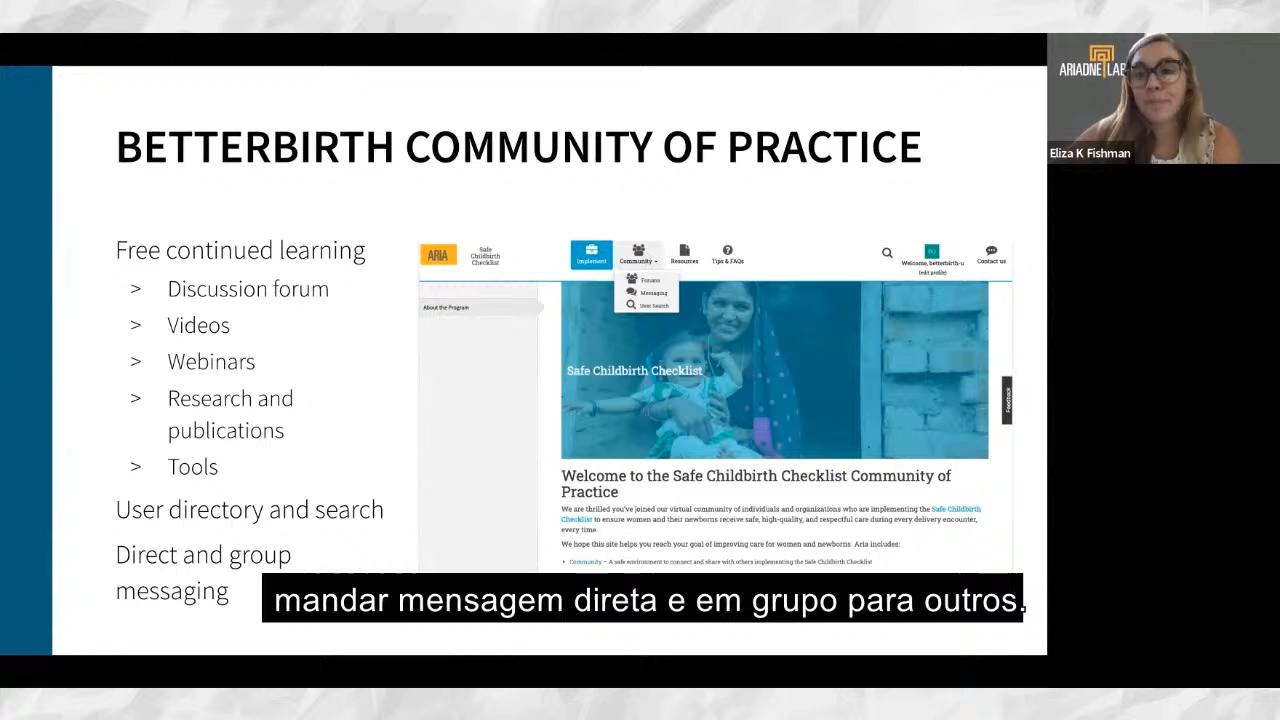 BETTERBIRTH COMMUNITY OF PRACTICE
Free continued learning
> Discussion forum
> Videos
> Webinars
> Research and
publications
> Tools
User directory and search
Direct and group
messaging
ARIA
Safe
Childbirth
Checklist
Implement
Community
Resources
Tips & FAQs
Welcome, betterbirth-u
(edit profile)
Contact us
Forums
Messaging
User Search
About the Program
Safe Childbirth Checklist
Feedback
Welcome to the Safe Childbirth Checklist Community of
Practice
We are thrilled you've joined our virtual community of individuals and organizations who are implementing the Safe
Childbirth Checklist to ensure women and their newborns receive safe, high-quality, and respectful care during every delivery encounter,
every time.
We hope this site helps you reach your goal of improving care for women and newborns. Aria includes:
• Community – A safe environment to connect and share with others implementing the Safe Childbirth Checklist
mandar mensagem direta e em grupo para outros.
ARIADNE LAB
Eliza K Fishman